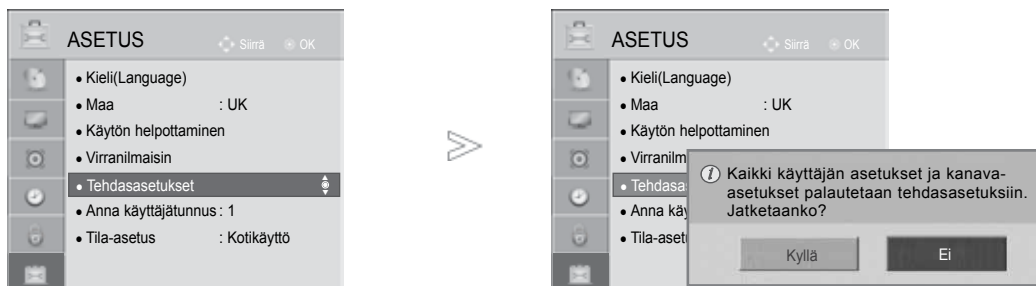 ASETUS Siirrä OK
• Kieli(Language)
• Maa : UK
• Käytön helpottaminen
• Virranilmaisin
• Tehdasasetukset
• Anna käyttäjätunnus : 1
• Tila-asetus : Kotikäyttö
>
ASETUS Siirrä OK
• Kieli(Language)
• Maa : UK
• Käytön helpottaminen
• Virranilm
• Tehdasa
• Anna käy
• Tila-aset
Kaikki käyttäjän asetukset ja kanava-
asetukset palautetaan tehdasasetuksiin.
Jatketaanko?
Kyllä Ei